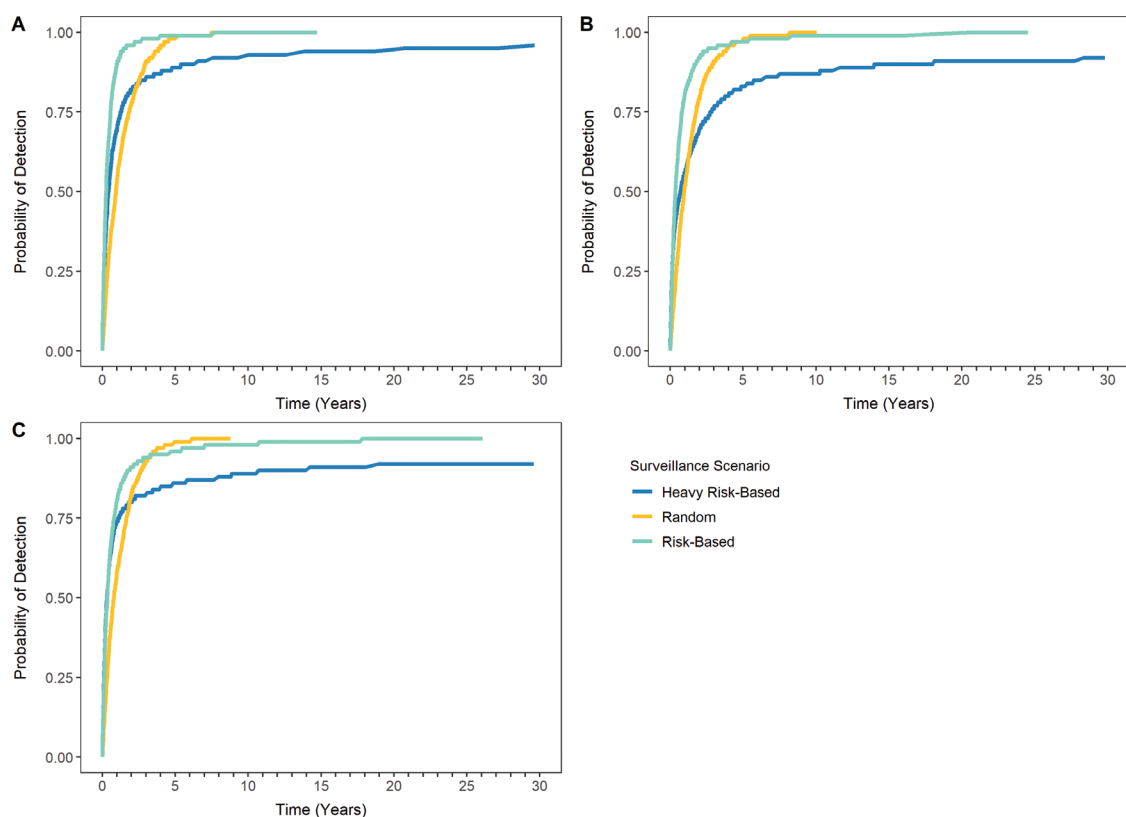 A
Probability of Detection
1.00
0.75
0.50
0.25
0.00
0 5 10 15 20 25 30
Time (Years)
B
Probability of Detection
1.00
0.75
0.50
0.25
0.00
0 5 10 15 20 25 30
Time (Years)
C
Probability of Detection
1.00
0.75
0.50
0.25
0.00
0 5 10 15 20 25 30
Time (Years)
Surveillance Scenario
Heavy Risk-Based
Random
Risk-Based